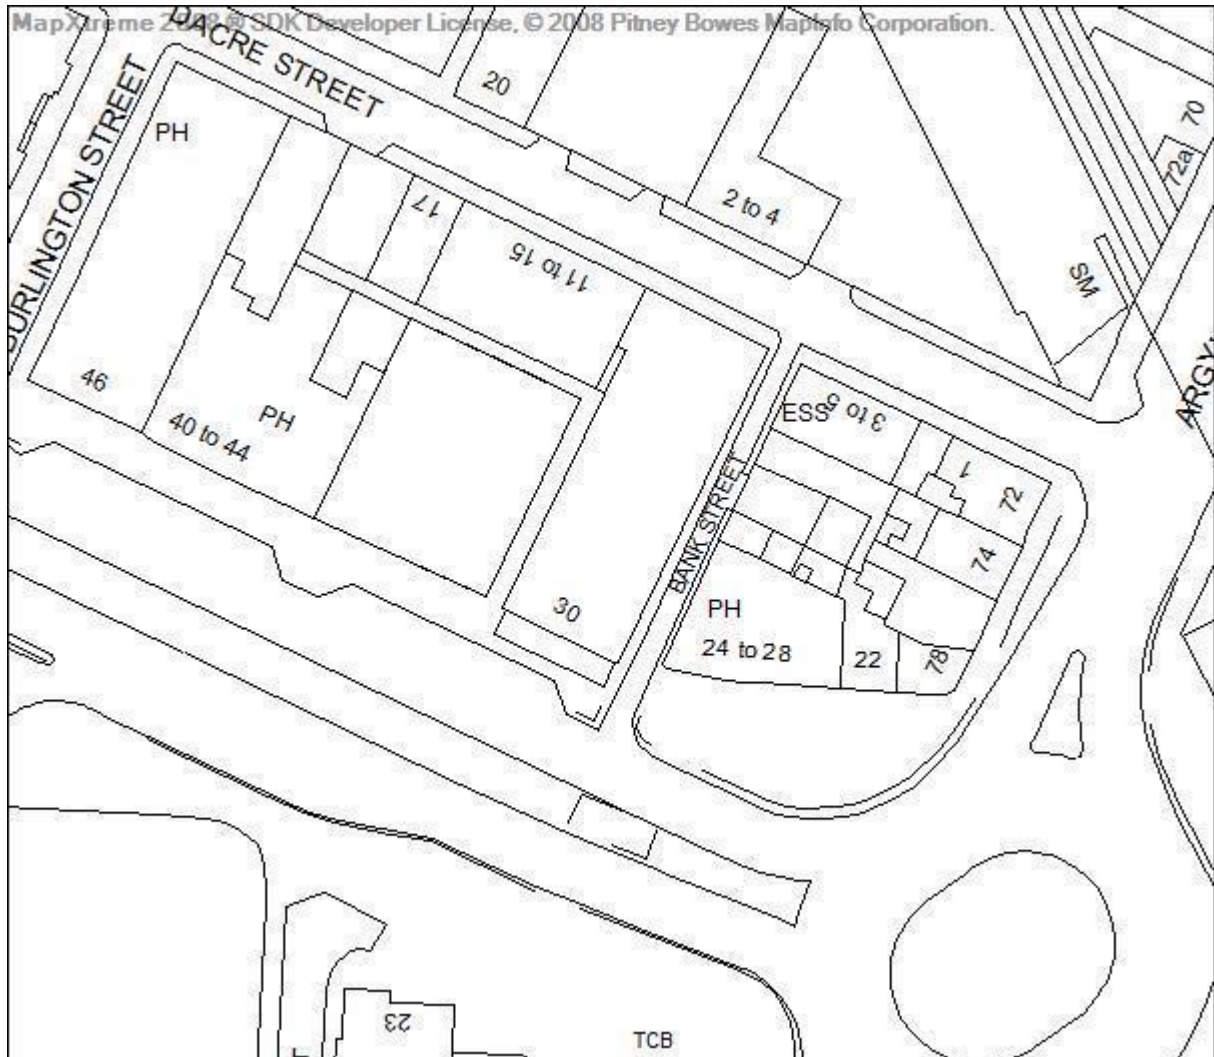 MapXtreme 2008 ® SDK Developer License, © 2008 Pitney Bowes MapInfo Corporation.
DACRE STREET
20
70
PH
72a
BURLINGTON STREET
17
2 to 4
11 to 15
SM
46
PH
40 to 44
ESS
3 to 5
1
72
BANK STREET
74
30
PH
24 to 28
22
78
23
TCB